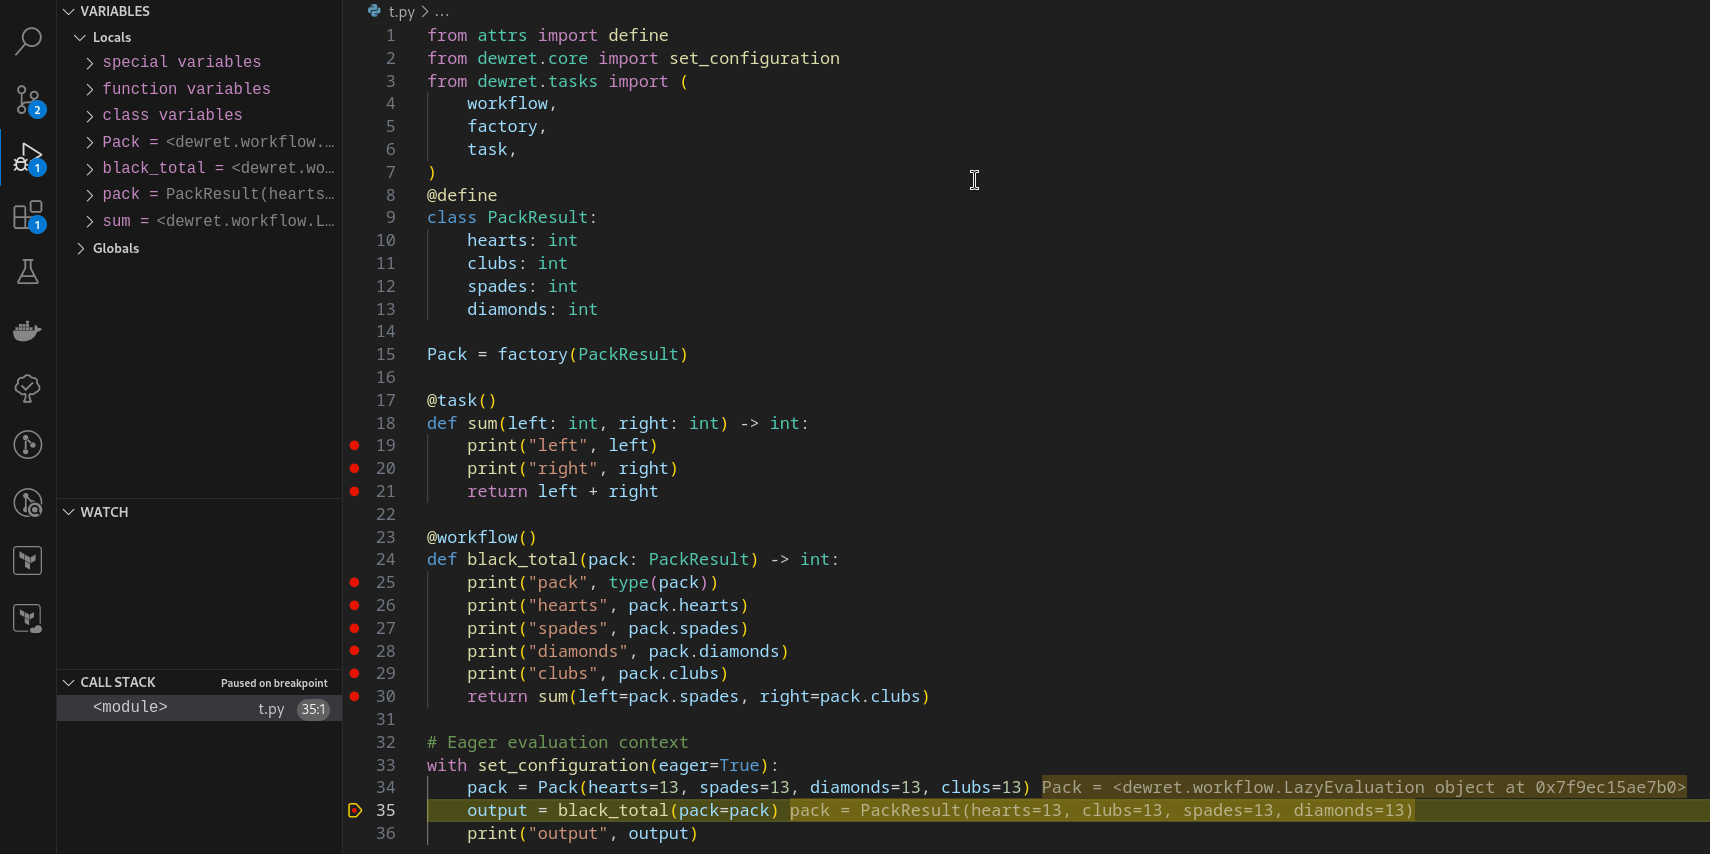 VARIABLES
Locals
special variables
function variables
class variables
Pack = <dewret.workflow.…
black_total = <dewret.wo…
pack = PackResult(hearts…
sum = <dewret.workflow.L…
Globals
WATCH
CALL STACK Paused on breakpoint
<module> t.py 35:1
2
1
1
t.py > ...
1 from attrs import define
2 from dewret.core import set_configuration
3 from dewret.tasks import (
4     workflow,
5     factory,
6     task,
7 )
8 @define
9 class PackResult:
10     hearts: int
11     clubs: int
12     spades: int
13     diamonds: int
14
15 Pack = factory(PackResult)
16
17 @task()
18 def sum(left: int, right: int) -> int:
19     print("left", left)
20     print("right", right)
21     return left + right
22
23 @workflow()
24 def black_total(pack: PackResult) -> int:
25     print("pack", type(pack))
26     print("hearts", pack.hearts)
27     print("spades", pack.spades)
28     print("diamonds", pack.diamonds)
29     print("clubs", pack.clubs)
30     return sum(left=pack.spades, right=pack.clubs)
31
32 # Eager evaluation context
33 with set_configuration(eager=True):
34     pack = Pack(hearts=13, spades=13, diamonds=13, clubs=13) Pack = <dewret.workflow.LazyEvaluation object at 0x7f9ec15ae7b0>
35     output = black_total(pack=pack) pack = PackResult(hearts=13, clubs=13, spades=13, diamonds=13)
36     print("output", output)